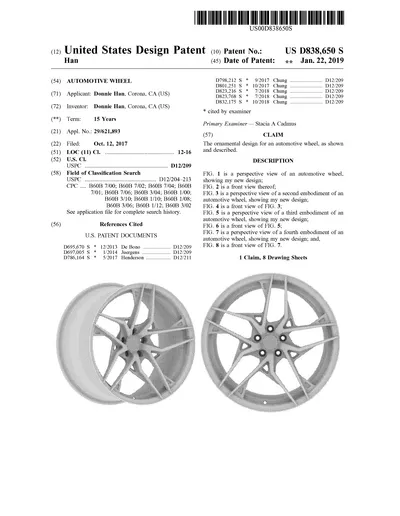 US00D838650S
(12) United States Design Patent (10) Patent No.: US D838,650 S
Han (45) Date of Patent: ** Jan. 22, 2019
(54) AUTOMOTIVE WHEEL
(71) Applicant: Donnie Han, Corona, CA (US)
(72) Inventor: Donnie Han, Corona, CA (US)
(**) Term: 15 Years
(21) Appl. No.: 29/621,893
(22) Filed: Oct. 12, 2017
(51) LOC (11) Cl. 12-16
(52) U.S. Cl.
USPC D12/209
(58) Field of Classification Search
USPC D12/204-213
CPC B60B 7/00; B60B 7/02; B60B 7/04; B60B
7/01; B60B 7/06; B60B 3/04; B60B 1/00;
B60B 3/10; B60B 1/10; B60B 1/08;
B60B 3/06; B60B 1/12; B60B 3/02
See application file for complete search history.
(56) References Cited
U.S. PATENT DOCUMENTS
D695,670 S * 12/2013 De Bono D12/209
D697,005 S * 1/2014 Juergens D12/209
D786,164 S * 5/2017 Henderson D12/211
D798,212 S * 9/2017 Chung D12/209
D801,251 S * 10/2017 Chung D12/209
D823,216 S * 7/2018 Chung D12/209
D823,768 S * 7/2018 Chung D12/209
D832,175 S * 10/2018 Chung D12/209
* cited by examiner
Primary Examiner — Stacia A Cadmus
(57) CLAIM
The ornamental design for an automotive wheel, as shown
and described.
DESCRIPTION
FIG. 1 is a perspective view of an automotive wheel,
showing my new design;
FIG. 2 is a front view thereof;
FIG. 3 is a perspective view of a second embodiment of an
automotive wheel, showing my new design;
FIG. 4 is a front view of FIG. 3;
FIG. 5 is a perspective view of a third embodiment of an
automotive wheel, showing my new design;
FIG. 6 is a front view of FIG. 5;
FIG. 7 is a perspective view of a fourth embodiment of an
automotive wheel, showing my new design; and,
FIG. 8 is a front view of FIG. 7.
1 Claim, 8 Drawing Sheets